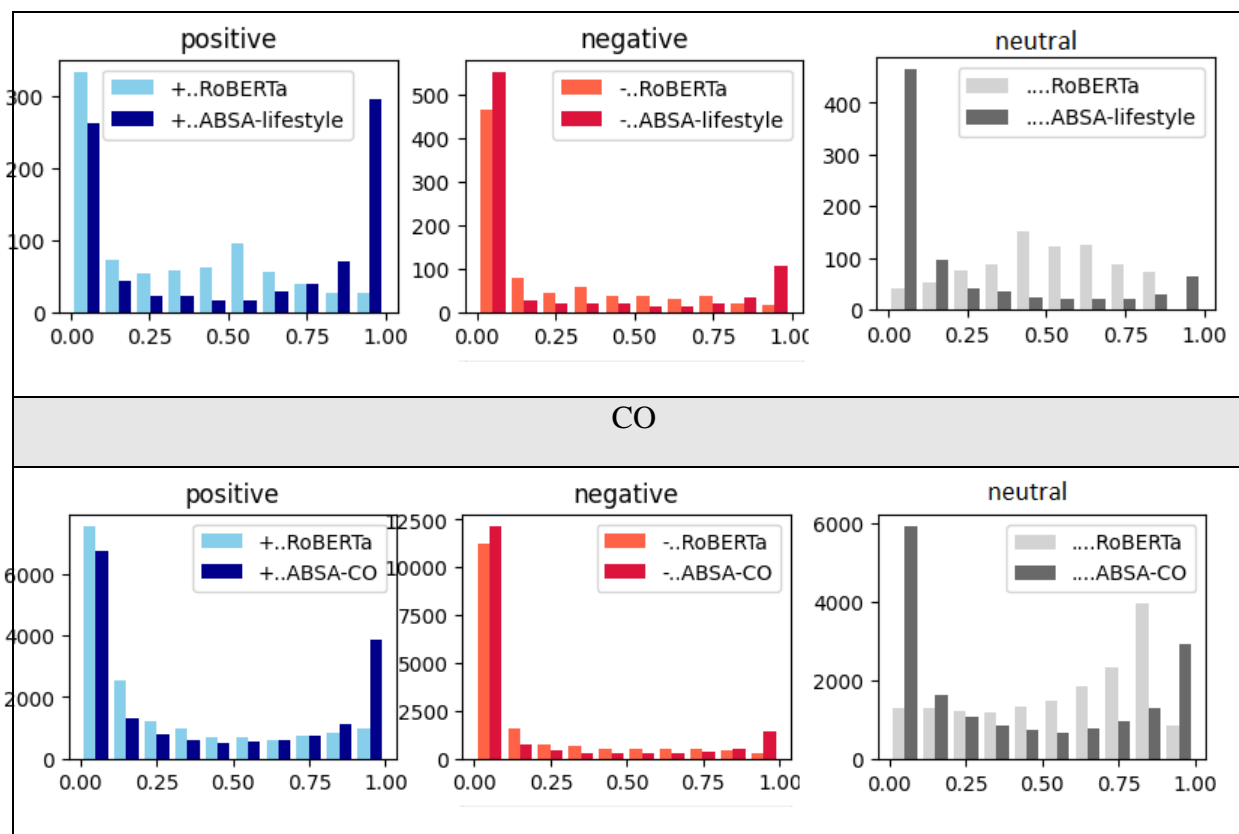 positive
+..RoBERTa
+..ABSA-lifestyle
300
200
100
0
0.00 0.25 0.50 0.75 1.00
negative
-..RoBERTa
-..ABSA-lifestyle
500
400
300
200
100
0
0.00 0.25 0.50 0.75 1.0
neutral
....RoBERTa
....ABSA-lifestyle
400
300
200
100
0
0.00 0.25 0.50 0.75 1.00
CO
positive
+..RoBERTa
+..ABSA-CO
6000
4000
2000
0
0.00 0.25 0.50 0.75 1.00
negative
-..RoBERTa
-..ABSA-CO
12500
10000
7500
5000
2500
0
0.00 0.25 0.50 0.75 1.00
neutral
....RoBERTa
....ABSA-CO
6000
4000
2000
0
0.00 0.25 0.50 0.75 1.00